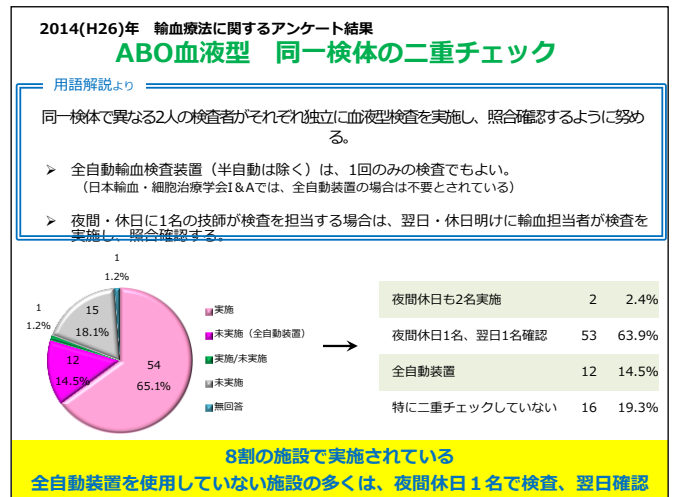 2014(H26)年 輸血療法に関するアンケート結果
ABO血液型 同一検体の二重チェック
用語解説より
同一検体で異なる2人の検査者がそれぞれ独立に血液型検査を実施し、照合確認するように努め
る。
➢ 全自動輸血検査装置（半自動は除く）は、1回のみの検査でもよい。
（日本輸血・細胞治療学会I＆Aでは、全自動装置の場合は不要とされている）
➢ 夜間・休日に1名の技師が検査を担当する場合は、翌日・休日明けに輸血担当者が検査を
実施し、照合確認する。
1
1.2%
1
1.2%
15
18.1%
12
14.5%
54
65.1%
実施
未実施（全自動装置）
実施/未実施
未実施
無回答
→
夜間休日も2名実施 2 2.4%
夜間休日1名、翌日1名確認 53 63.9%
全自動装置 12 14.5%
特に二重チェックしていない 16 19.3%
8割の施設で実施されている
全自動装置を使用していない施設の多くは、夜間休日１名で検査、翌日確認